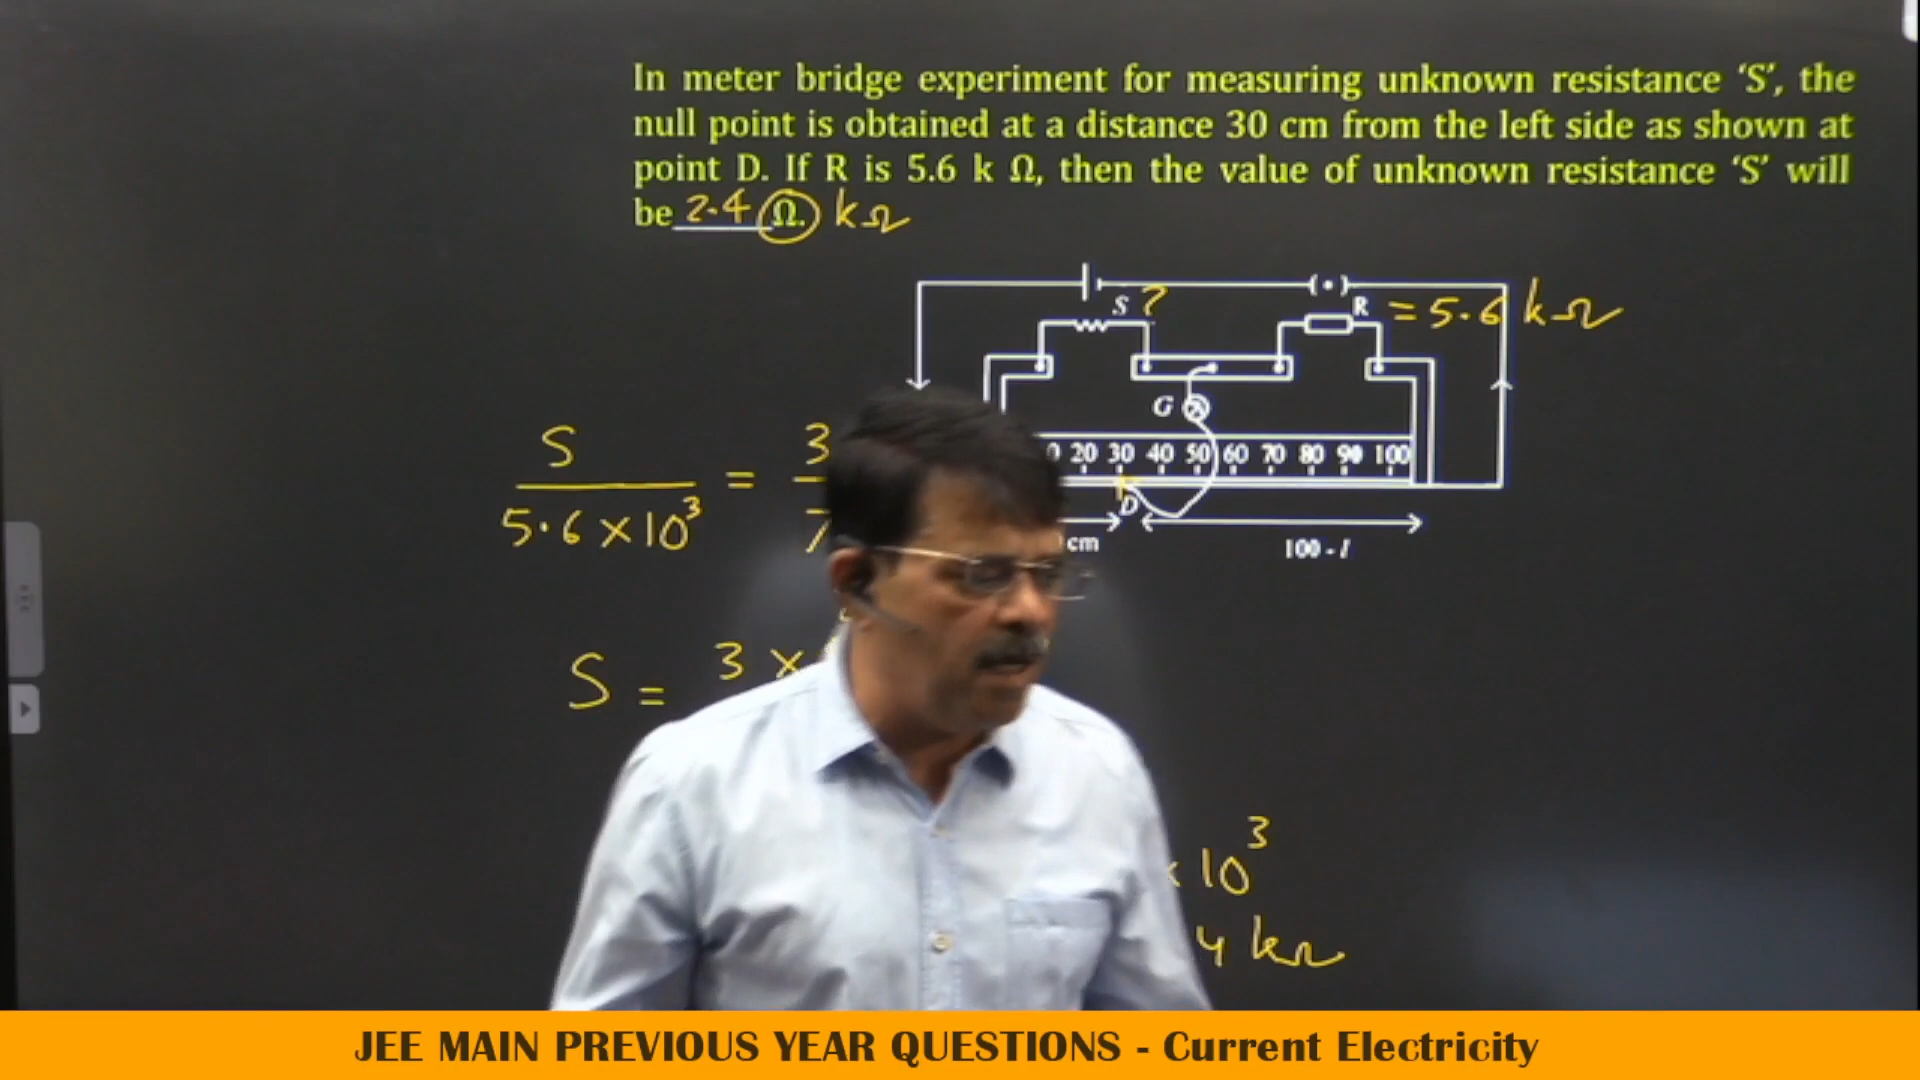 In meter bridge experiment for measuring unknown resistance ‘S’, the
null point is obtained at a distance 30 cm from the left side as shown at
point D. If R is 5.6 k Ω, then the value of unknown resistance ‘S’ will
be 2.4 Ω. kΩ
S ?
R = 5.6 kΩ
G
20 30 40 50 60 70 80 90 100
D
cm
100 - l
S
5.6 × 10³
=
3
7
S = 3 ×
10³
4 kΩ
JEE MAIN PREVIOUS YEAR QUESTIONS - Current Electricity